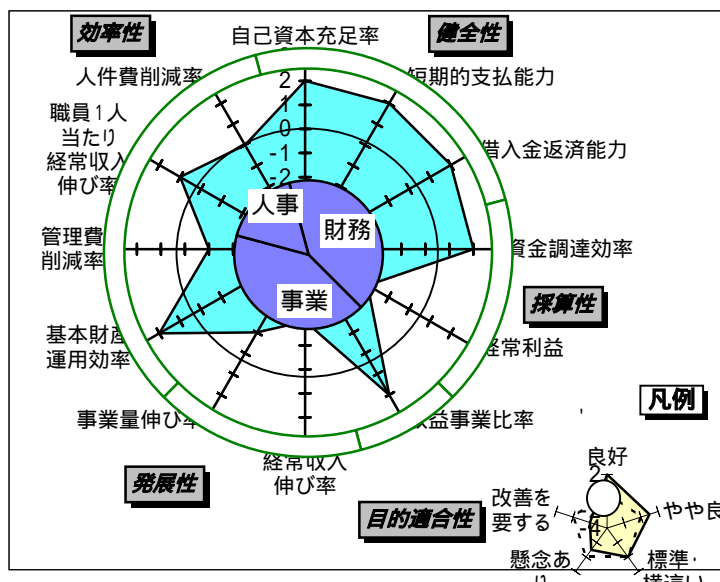 効率性
自己資本充足率
健全性
人件費削減率
短期的支払能力
職員1人
当たり
経常収入
伸び率
借入金返済能力
2
1
0
-1
-2
人事
財務
事業
管理費
削減率
資金調達効率
採算性
基本財産
運用効率
経常利益
事業量伸び率
収益事業比率
経常収入
伸び率
発展性
目的適合性
凡例
良好
2
やや良
改善を
要する
-4
懸念あ
標準・